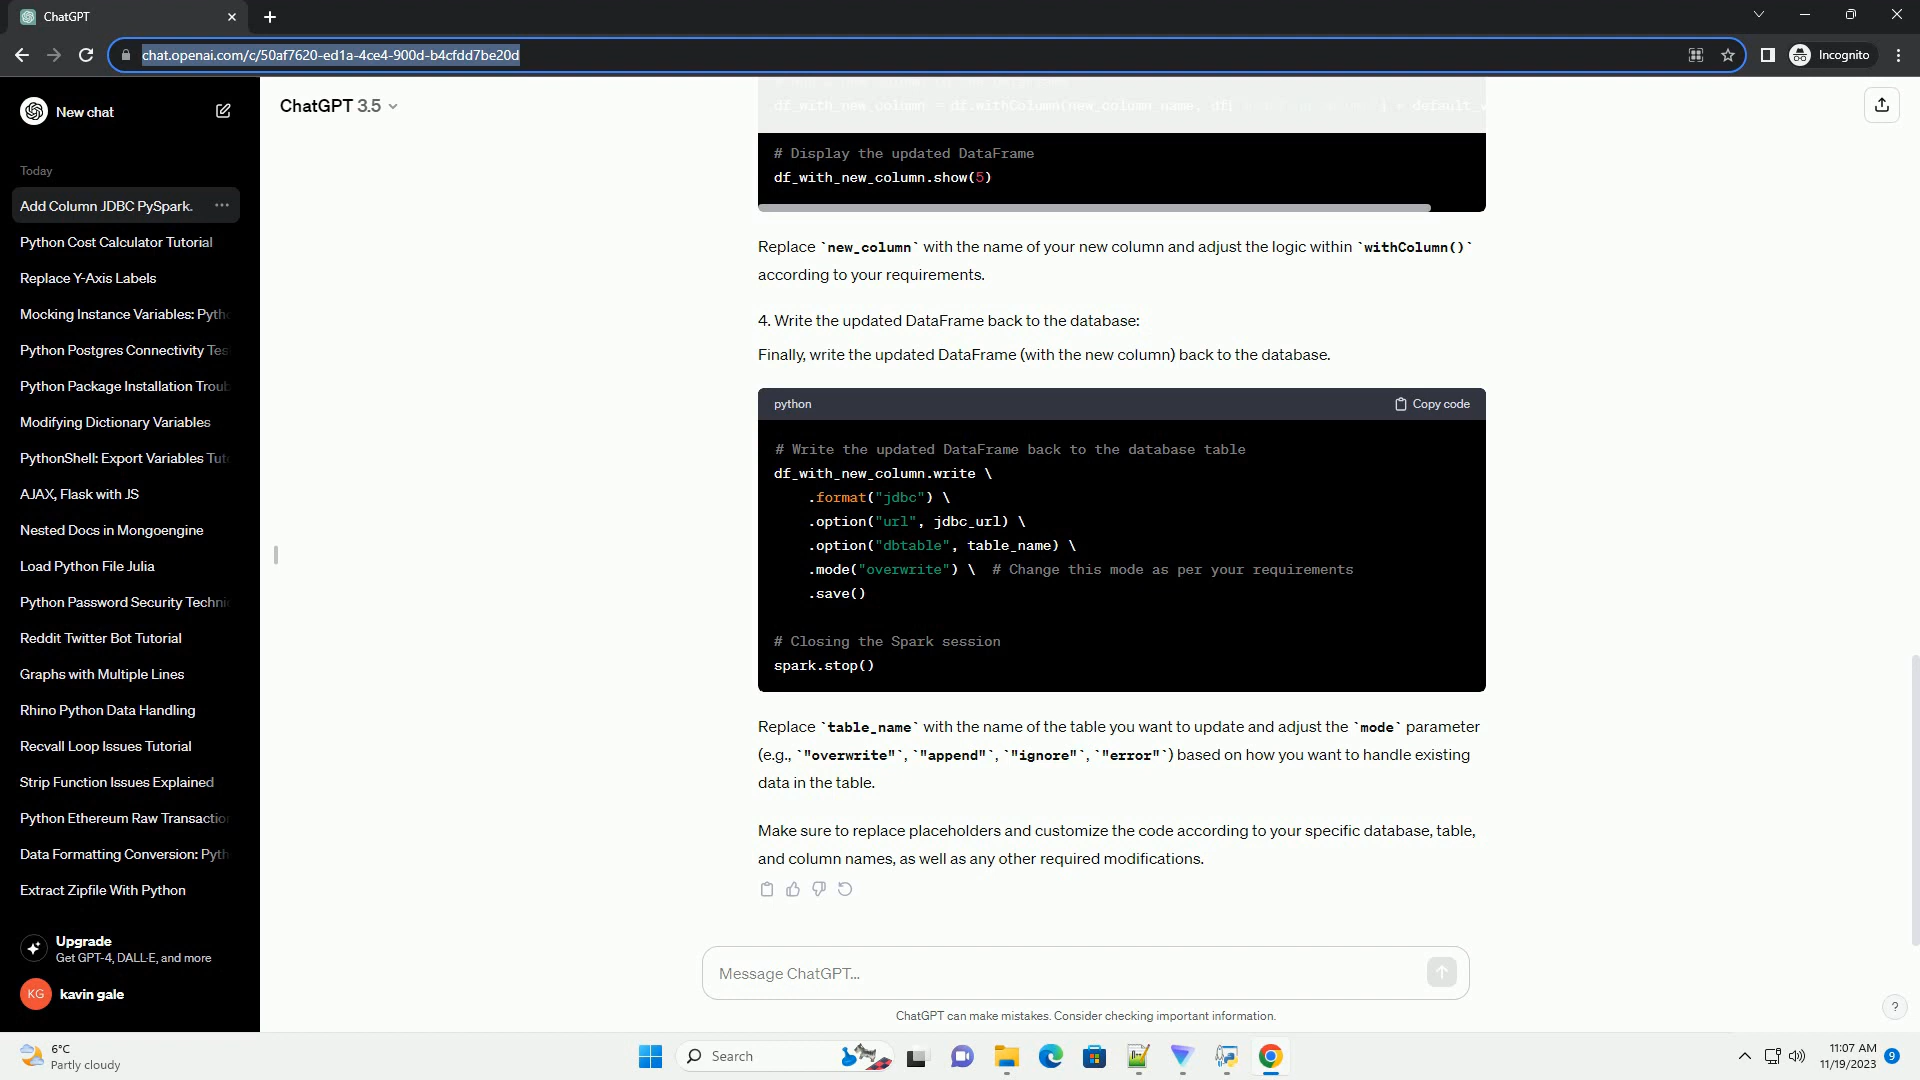 ChatGPT
chat.openai.com/c/50af7620-ed1a-4ce4-900d-b4cfdd7be20d
Incognito
New chat
Today
Add Column JDBC PySpark.
Python Cost Calculator Tutorial
Replace Y-Axis Labels
Mocking Instance Variables: Pyth
Python Postgres Connectivity Tes
Python Package Installation Troub
Modifying Dictionary Variables
PythonShell: Export Variables Tut
AJAX, Flask with JS
Nested Docs in Mongoengine
Load Python File Julia
Python Password Security Techni
Reddit Twitter Bot Tutorial
Graphs with Multiple Lines
Rhino Python Data Handling
Recvall Loop Issues Tutorial
Strip Function Issues Explained
Python Ethereum Raw Transaction
Data Formatting Conversion: Pyth
Extract Zipfile With Python
Upgrade
Get GPT-4, DALL·E, and more
KG kavin gale
ChatGPT 3.5
df_with_new_column = df.withColumn(new_column_name, df[ ] + default_v
# Display the updated DataFrame
df_with_new_column.show(5)
Replace `new_column` with the name of your new column and adjust the logic within `withColumn()`
according to your requirements.
4. Write the updated DataFrame back to the database:
Finally, write the updated DataFrame (with the new column) back to the database.
python Copy code
# Write the updated DataFrame back to the database table
df_with_new_column.write \
.format("jdbc") \
.option("url", jdbc_url) \
.option("dbtable", table_name) \
.mode("overwrite") \ # Change this mode as per your requirements
.save()
# Closing the Spark session
spark.stop()
Replace `table_name` with the name of the table you want to update and adjust the `mode` parameter
(e.g., `"overwrite"`, `"append"`, `"ignore"`, `"error"`) based on how you want to handle existing
data in the table.
Make sure to replace placeholders and customize the code according to your specific database, table,
and column names, as well as any other required modifications.
Message ChatGPT…
ChatGPT can make mistakes. Consider checking important information.
?
6°C
Partly cloudy
Search
11:07 AM
11/19/2023
9